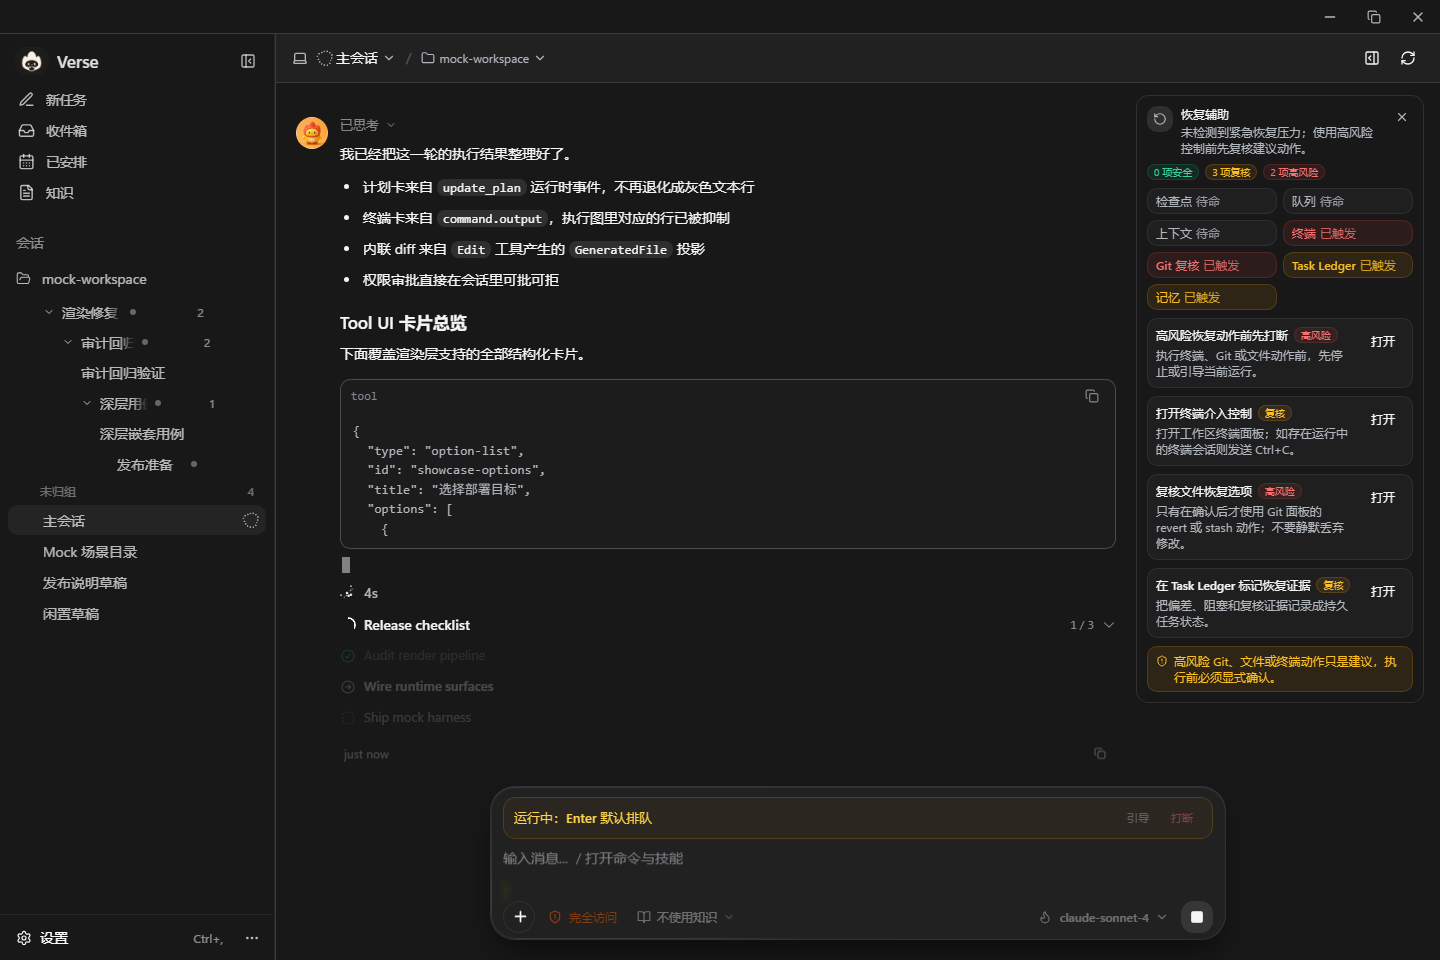 Verse
新任务
收件箱
已安排
知识
会话
mock-workspace
渲染修复 2
审计回归 2
审计回归验证
深层用 1
深层嵌套用例
发布准备
未归组 4
主会话
Mock 场景目录
发布说明草稿
闲置草稿
设置 Ctrl+, ...
主会话 / mock-workspace
已思考
我已经把这一轮的执行结果整理好了。
• 计划卡来自 update_plan 运行时事件，不再退化成灰色文本行
• 终端卡来自 command.output，执行图里对应的行已被抑制
• 内联 diff 来自 Edit 工具产生的 GeneratedFile 投影
• 权限审批直接在会话里可批可拒
Tool UI 卡片总览
下面覆盖渲染层支持的全部结构化卡片。
tool
{
"type": "option-list",
"id": "showcase-options",
"title": "选择部署目标",
"options": [
{
4s
Release checklist 1 / 3
Audit render pipeline
Wire runtime surfaces
Ship mock harness
just now
运行中：Enter 默认排队 引导 打断
输入消息... / 打开命令与技能
完全访问 不使用知识 claude-sonnet-4
恢复辅助
未检测到紧急恢复压力；使用高风险
控制前先复核建议动作。
0 项安全 3 项复核 2 项高风险
检查点 待命 队列 待命
上下文 待命 终端 已触发
Git 复核 已触发 Task Ledger 已触发
记忆 已触发
高风险恢复动作前先打断 高风险 打开
执行终端、Git 或文件动作前，先停
止或引导当前运行。
打开终端介入控制 复核 打开
打开工作区终端面板；如存在运行中
的终端会话则发送 Ctrl+C。
复核文件恢复选项 高风险 打开
只有在确认后才使用 Git 面板的
revert 或 stash 动作；不要静默丢弃
修改。
在 Task Ledger 标记恢复证据 复核 打开
把偏差、阻塞和复核证据记录成持久
任务状态。
高风险 Git、文件或终端动作只是建议，执
行前必须显式确认。